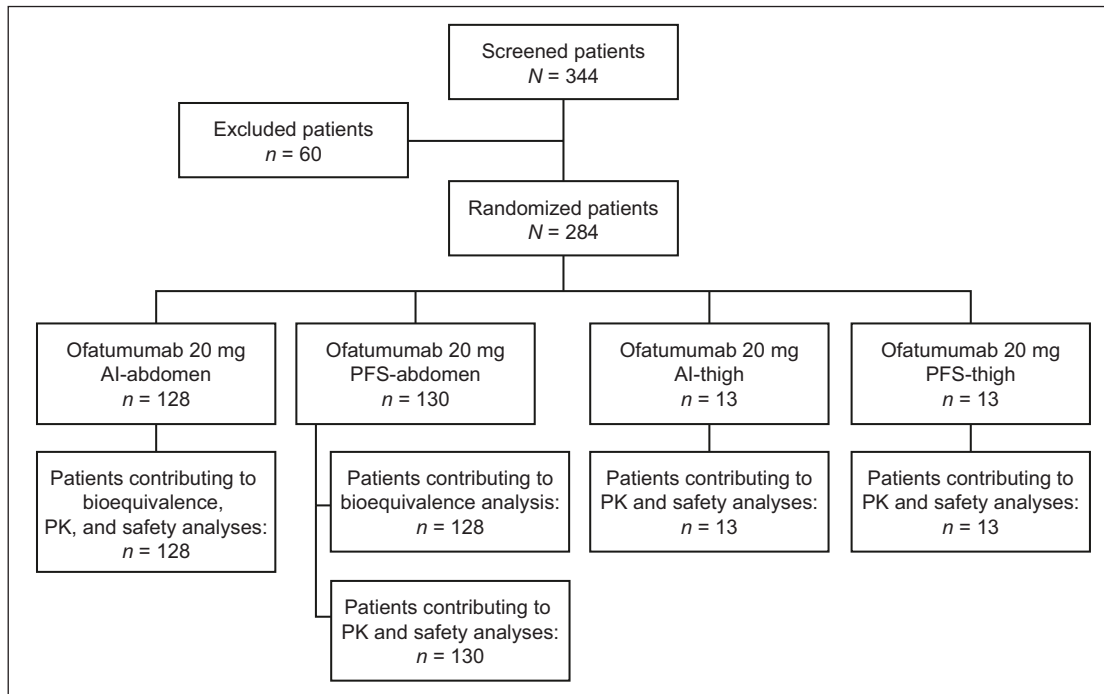 Screened patients
N = 344
Excluded patients
n = 60
Randomized patients
N = 284
Ofatumumab 20 mg
AI-abdomen
n = 128
Ofatumumab 20 mg
PFS-abdomen
n = 130
Ofatumumab 20 mg
AI-thigh
n = 13
Ofatumumab 20 mg
PFS-thigh
n = 13
Patients contributing to
bioequivalence,
PK, and safety analyses:
n = 128
Patients contributing to
bioequivalence analysis:
n = 128
Patients contributing to
PK and safety analyses:
n = 130
Patients contributing to
PK and safety analyses:
n = 13
Patients contributing to
PK and safety analyses:
n = 13